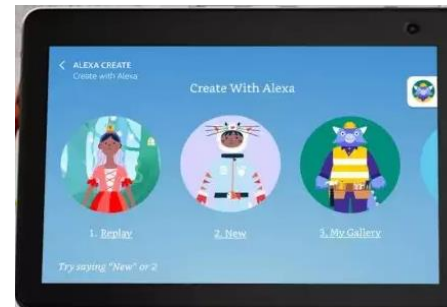 ALEXA CREATE
Create with Alexa
Create With Alexa
1. Replay
2. New
3. My Gallery
Try saying "New" or 2